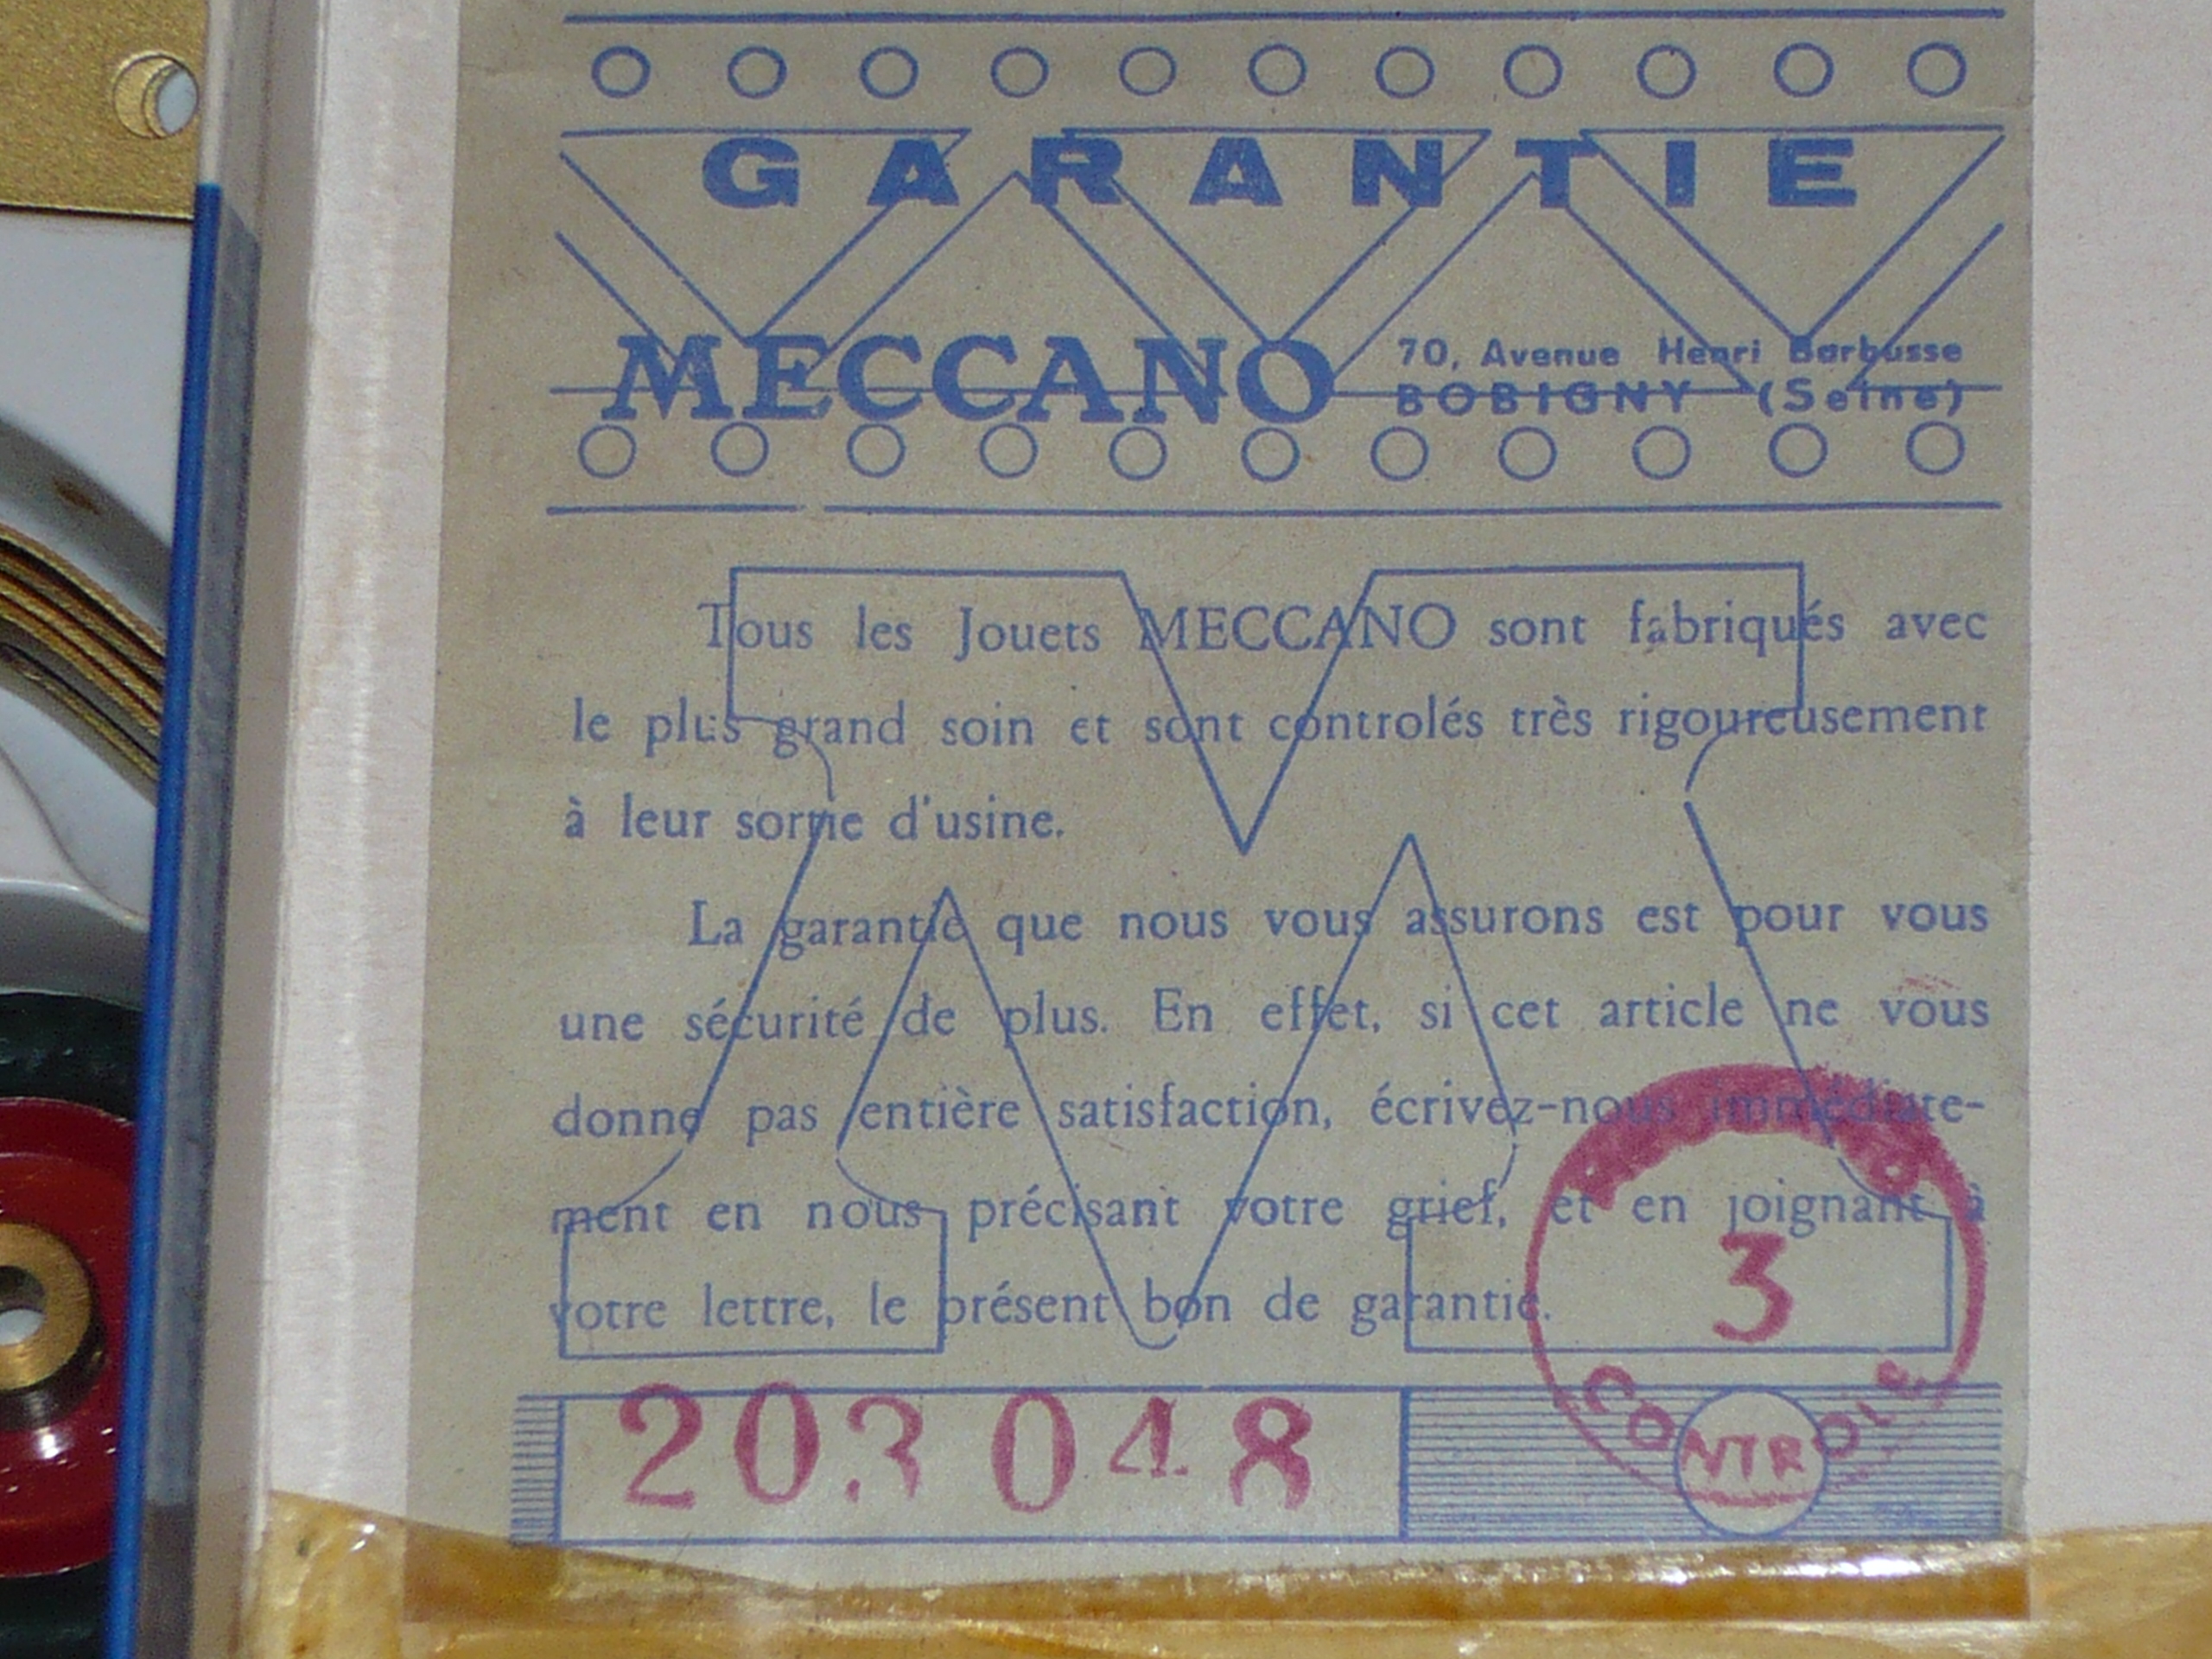 GARANTIE
MECCANO 70, Avenue Henri Barbusse
BOBIGNY (Seine)
Tous les Jouets MECCANO sont fabriqués avec
le plus grand soin et sont controlés très rigoureusement
à leur sortie d'usine.
La garantie que nous vous assurons est pour vous
une sécurité de plus. En effet, si cet article ne vous
donne pas entière satisfaction, écrivez-nous immédiate-
ment en nous précisant votre grief, et en joignant à
votre lettre, le présent bon de garantie.
3
CONTROLE
203 048